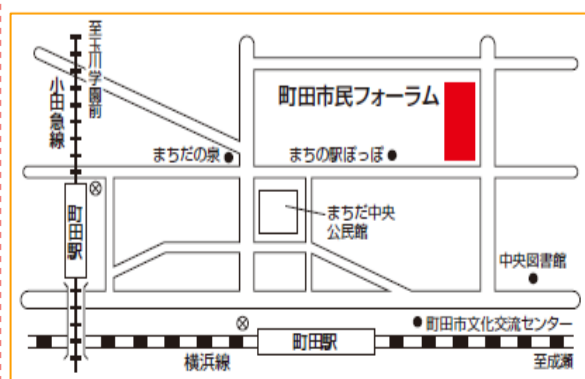 至玉川学園前
小田急線
町田市民フォーラム
まちだの泉
まちの駅ぽっぽ
町田駅
まちだ中央
公民館
中央図書館
町田市文化交流センター
町田駅
横浜線
至成瀬